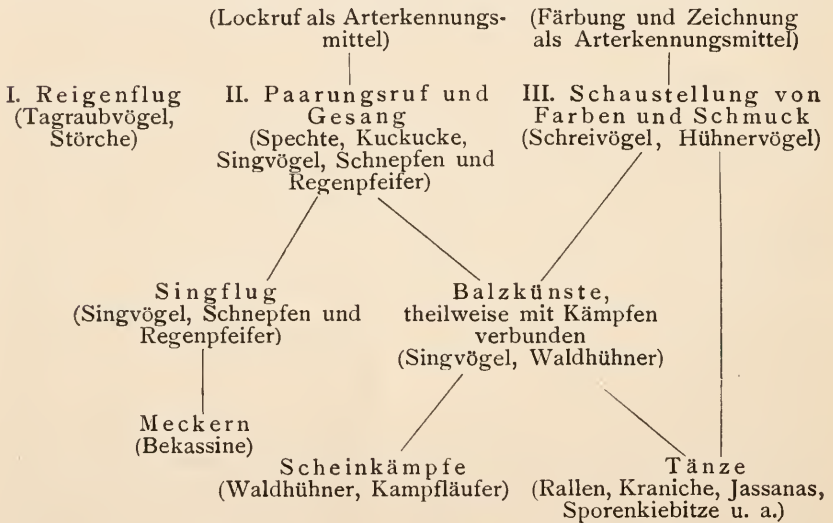 (Lockruf als Arterkennungs-
mittel)
(Färbung und Zeichnung
als Arterkennungsmittel)
I. Reigenflug
(Tagraubvögel,
Störche)
II. Paarungsruf und
Gesang
(Spechte, Kuckucke,
Singvögel, Schnepfen und
Regenpfeifer)
III. Schaustellung von
Farben und Schmuck
(Schreivögel, Hühnervögel)
Singflug
(Singvögel, Schnepfen und
Regenpfeifer)
Balzkünste,
theilweise mit Kämpfen
verbunden
(Singvögel, Waldhühner)
Meckern
(Bekassine)
Scheinkämpfe
(Waldhühner, Kampfläufer)
Tänze
(Rallen, Kraniche, Jassanas,
Sporenkiebitze u. a.)